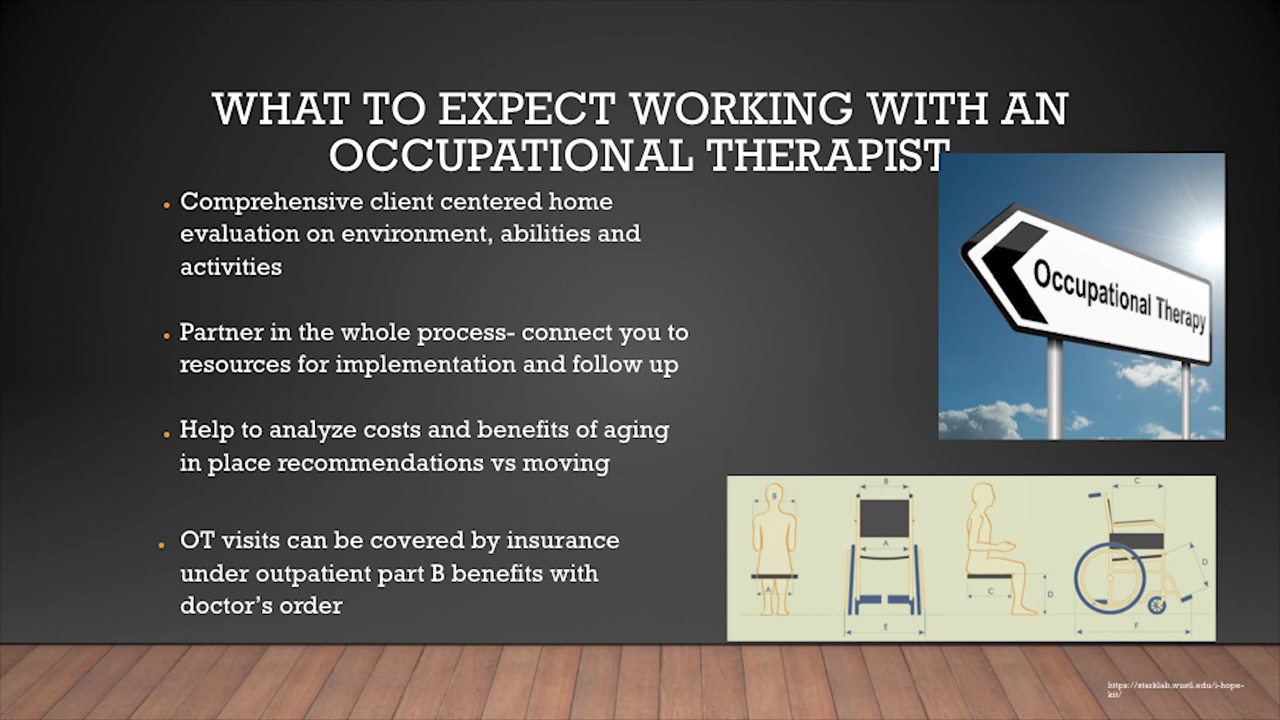 WHAT TO EXPECT WORKING WITH AN
OCCUPATIONAL THERAPIST
• Comprehensive client centered home
evaluation on environment, abilities and
activities
• Partner in the whole process- connect you to
resources for implementation and follow up
• Help to analyze costs and benefits of aging
in place recommendations vs moving
• OT visits can be covered by insurance
under outpatient part B benefits with
doctor's order
Occupational Therapy
B
A
B
A
E
C
D
C
D
F
https://starklab.wustl.edu/i-hope-
kit/